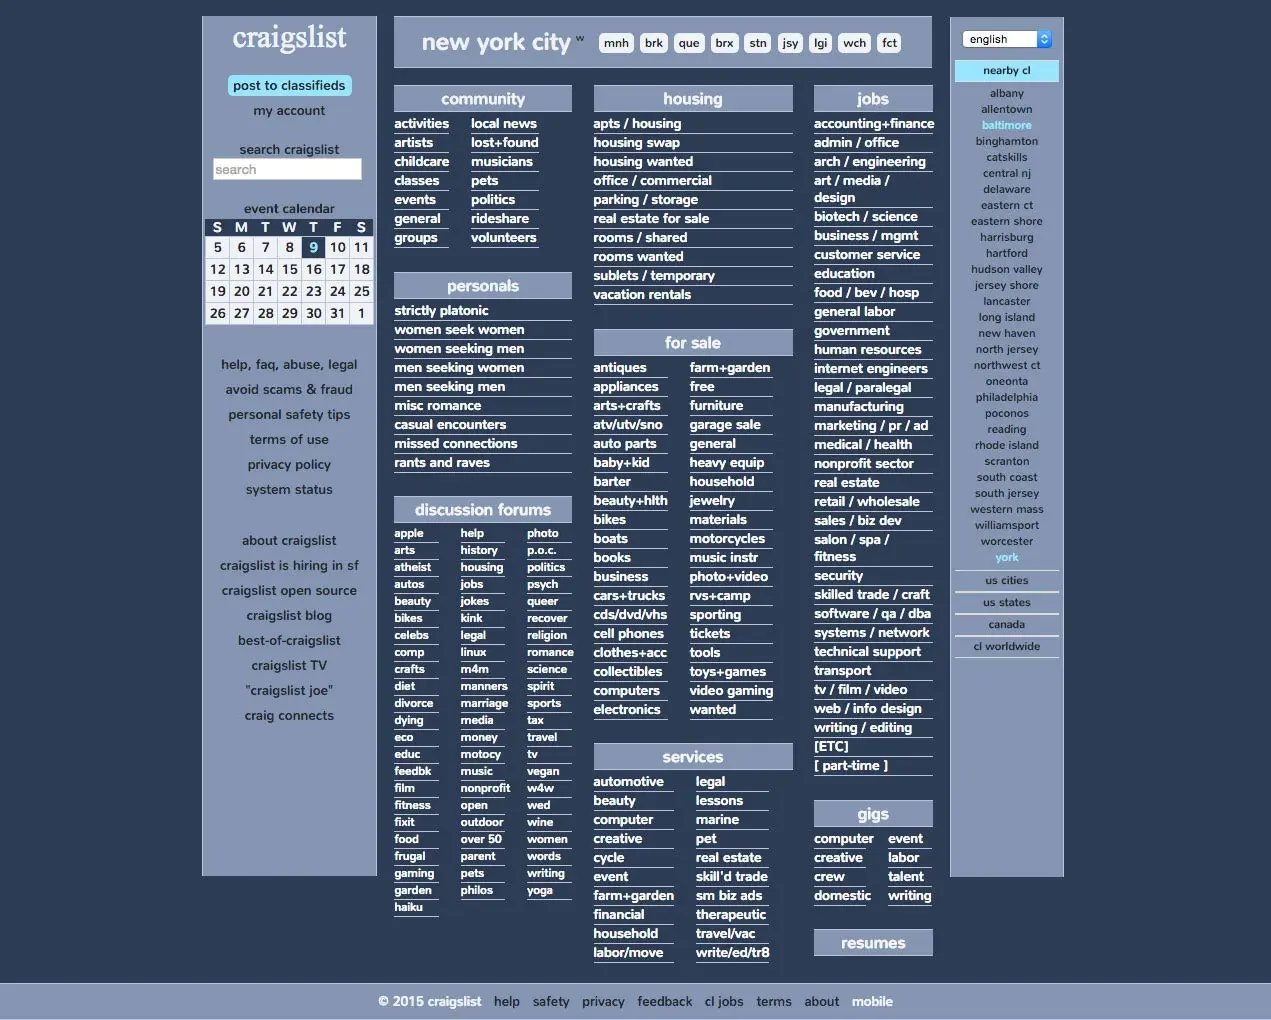 craigslist
post to classifieds
my account
search craigslist
search
event calendar
S M T W T F S
5 6 7 8 9 10 11
12 13 14 15 16 17 18
19 20 21 22 23 24 25
26 27 28 29 30 31 1
help, faq, abuse, legal
avoid scams & fraud
personal safety tips
terms of use
privacy policy
system status
about craigslist
craigslist is hiring in sf
craigslist open source
craigslist blog
best-of-craigslist
craigslist TV
"craigslist joe"
craig connects
new york city w mnh brk que brx stn jsy lgi wch fct
community
activities
artists
childcare
classes
events
general
groups
local news
lost+found
musicians
pets
politics
rideshare
volunteers
personals
strictly platonic
women seek women
women seeking men
men seeking women
men seeking men
misc romance
casual encounters
missed connections
rants and raves
discussion forums
apple
arts
atheist
autos
beauty
bikes
celebs
comp
crafts
diet
divorce
dying
eco
educ
feedbk
film
fitness
fixit
food
frugal
gaming
garden
haiku
help
history
housing
jobs
jokes
kink
legal
linux
m4m
manners
marriage
media
money
motocy
music
nonprofit
open
outdoor
over 50
parent
pets
philos
photo
p.o.c.
politics
psych
queer
recover
religion
romance
science
spirit
sports
tax
travel
tv
vegan
w4w
wed
wine
women
words
writing
yoga
housing
apts / housing
housing swap
housing wanted
office / commercial
parking / storage
real estate for sale
rooms / shared
rooms wanted
sublets / temporary
vacation rentals
for sale
antiques
appliances
arts+crafts
atv/utv/sno
auto parts
baby+kid
barter
beauty+hlth
bikes
boats
books
business
cars+trucks
cds/dvd/vhs
cell phones
clothes+acc
collectibles
computers
electronics
farm+garden
free
furniture
garage sale
general
heavy equip
household
jewelry
materials
motorcycles
music instr
photo+video
rvs+camp
sporting
tickets
tools
toys+games
video gaming
wanted
services
automotive
beauty
computer
creative
cycle
event
farm+garden
financial
household
labor/move
legal
lessons
marine
pet
real estate
skill'd trade
sm biz ads
therapeutic
travel/vac
write/ed/tr8
jobs
accounting+finance
admin / office
arch / engineering
art / media /
design
biotech / science
business / mgmt
customer service
education
food / bev / hosp
general labor
government
human resources
internet engineers
legal / paralegal
manufacturing
marketing / pr / ad
medical / health
nonprofit sector
real estate
retail / wholesale
sales / biz dev
salon / spa /
fitness
security
skilled trade / craft
software / qa / dba
systems / network
technical support
transport
tv / film / video
web / info design
writing / editing
[ETC]
[ part-time ]
gigs
computer
creative
crew
domestic
event
labor
talent
writing
resumes
english
nearby cl
albany
allentown
baltimore
binghamton
catskills
central nj
delaware
eastern ct
eastern shore
harrisburg
hartford
hudson valley
jersey shore
lancaster
long island
new haven
north jersey
northwest ct
oneonta
philadelphia
poconos
reading
rhode island
scranton
south coast
south jersey
western mass
williamsport
worcester
york
us cities
us states
canada
cl worldwide
© 2015 craigslist help safety privacy feedback cl jobs terms about mobile